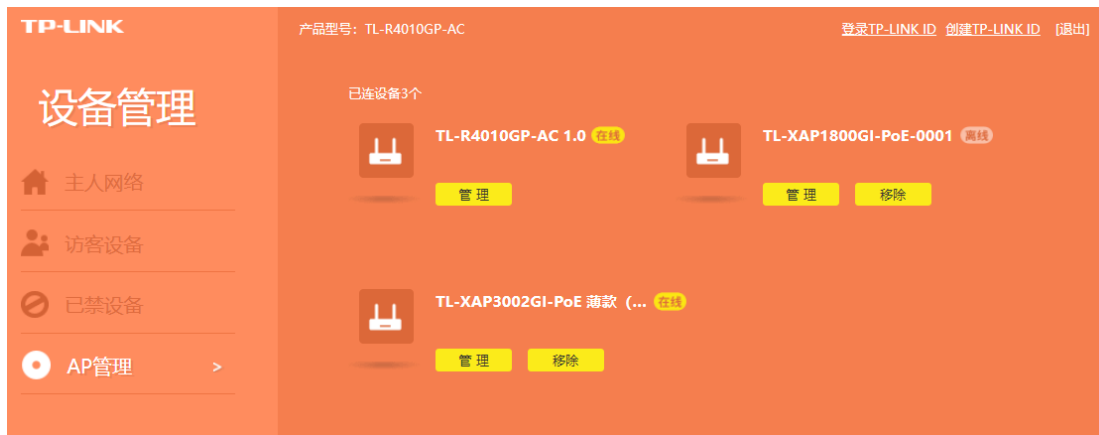 TP-LINK
产品型号：TL-R4010GP-AC
登录TP-LINK ID 创建TP-LINK ID [退出]
设备管理
主人网络
访客设备
已禁设备
AP管理 >
已连设备3个
TL-R4010GP-AC 1.0 在线
管 理
TL-XAP1800GI-PoE-0001 离线
管 理 移除
TL-XAP3002GI-PoE 薄款（... 在线
管 理 移除